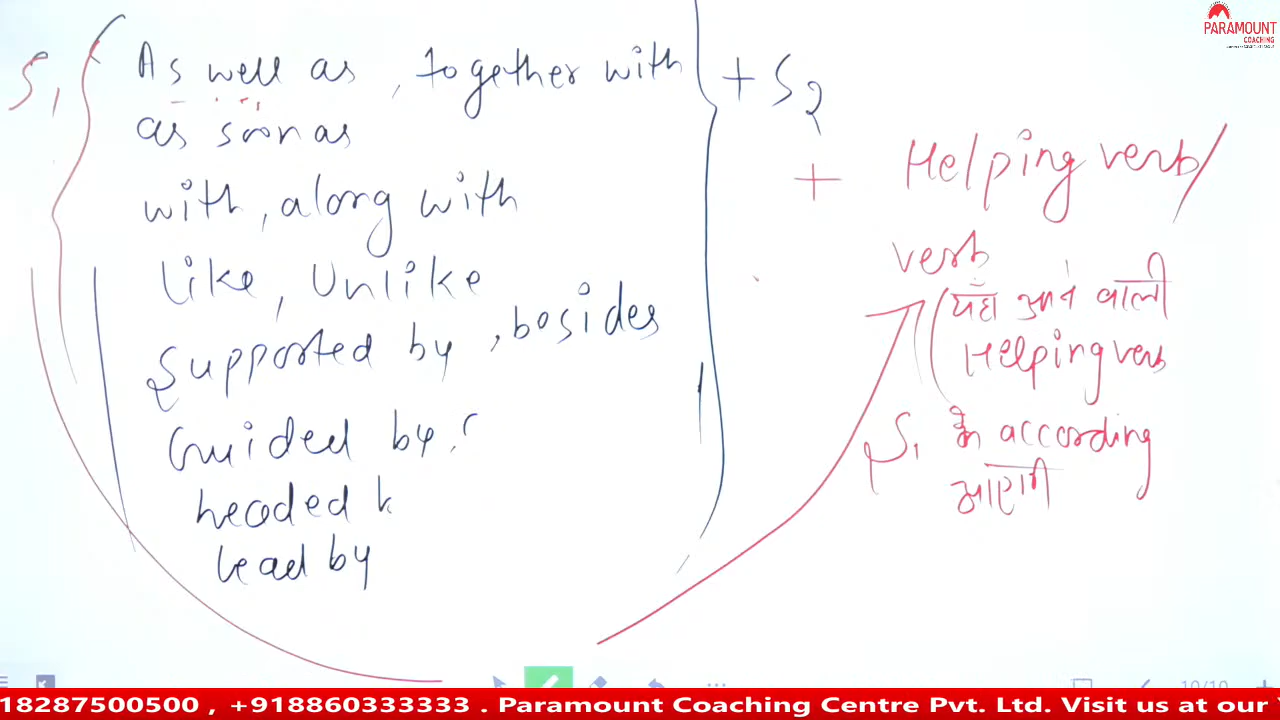 PARAMOUNT
COACHING
S1 { As well as, together with } + S2
as soon as
with, along with
Like, Unlike
Supported by, besides
Guided by,
headed
Lead by
+ Helping verb/
verb
(यहाँ आने वाली
Helping verb
S1 के according
आएगी
10/10
18287500500 , +918860333333 . Paramount Coaching Centre Pvt. Ltd. Visit us at our